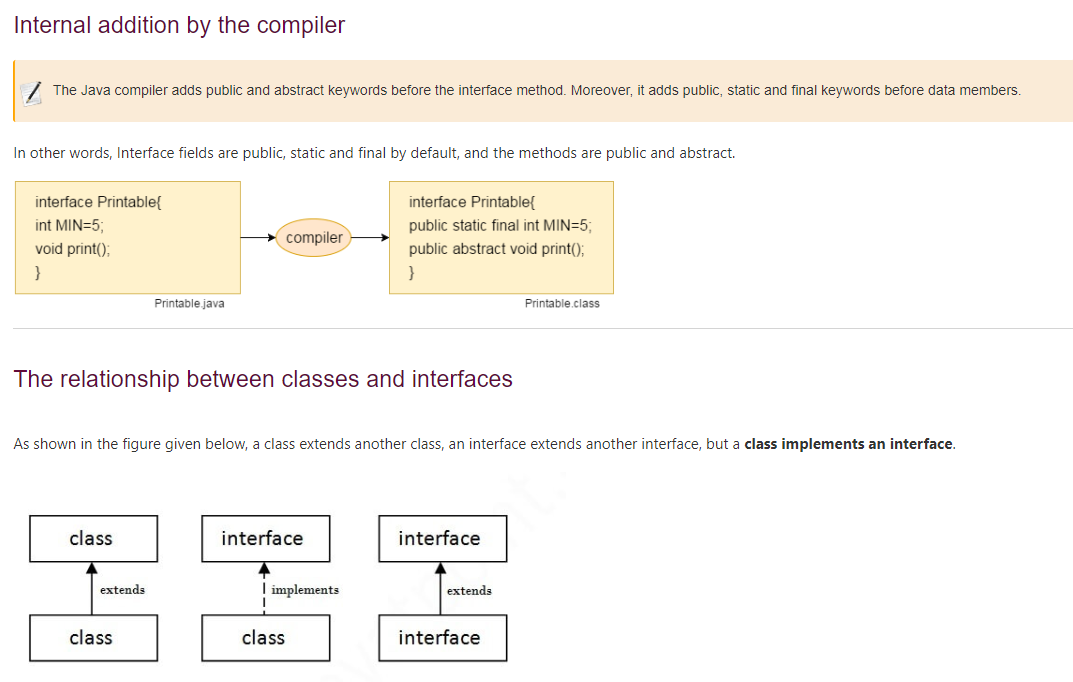 Internal addition by the compiler
The Java compiler adds public and abstract keywords before the interface method. Moreover, it adds public, static and final keywords before data members.
In other words, Interface fields are public, static and final by default, and the methods are public and abstract.
interface Printable{
int MIN=5;
void print();
}
Printable.java
compiler
interface Printable{
public static final int MIN=5;
public abstract void print();
}
Printable.class
The relationship between classes and interfaces
As shown in the figure given below, a class extends another class, an interface extends another interface, but a class implements an interface.
class
extends
class
interface
implements
class
interface
extends
interface